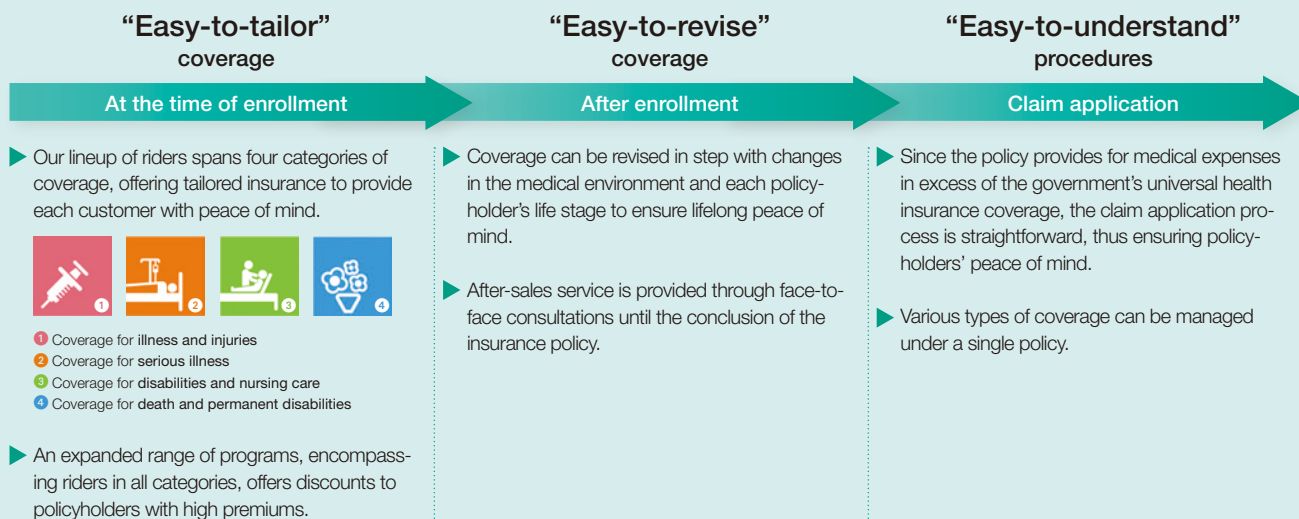 “Easy-to-tailor”
coverage
At the time of enrollment
Our lineup of riders spans four categories of
coverage, offering tailored insurance to provide
each customer with peace of mind.
1
2
3
4
1 Coverage for illness and injuries
2 Coverage for serious illness
3 Coverage for disabilities and nursing care
4 Coverage for death and permanent disabilities
An expanded range of programs, encompass-
ing riders in all categories, offers discounts to
policyholders with high premiums.
“Easy-to-revise”
coverage
After enrollment
Coverage can be revised in step with changes
in the medical environment and each policy-
holder’s life stage to ensure lifelong peace of
mind.
After-sales service is provided through face-to-
face consultations until the conclusion of the
insurance policy.
“Easy-to-understand”
procedures
Claim application
Since the policy provides for medical expenses
in excess of the government’s universal health
insurance coverage, the claim application pro-
cess is straightforward, thus ensuring policy-
holders’ peace of mind.
Various types of coverage can be managed
under a single policy.